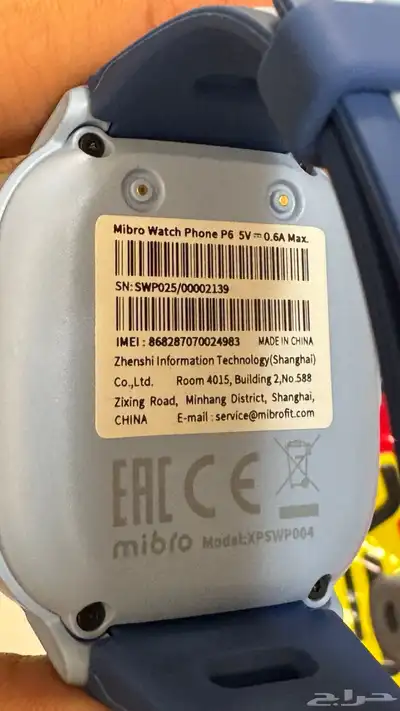 Mibro Watch Phone P6 5V⎓0.6A Max.
SN: SWP025/00002139
IMEI : 868287070024983 MADE IN CHINA
Zhenshi Information Technology(Shanghai)
Co.,Ltd. Room 4015, Building 2,No.588
Zixing Road, Minhang District, Shanghai,
CHINA E-mail : service@mibrofit.com
EAC CE
mibro Model:XPSWP004
حراج